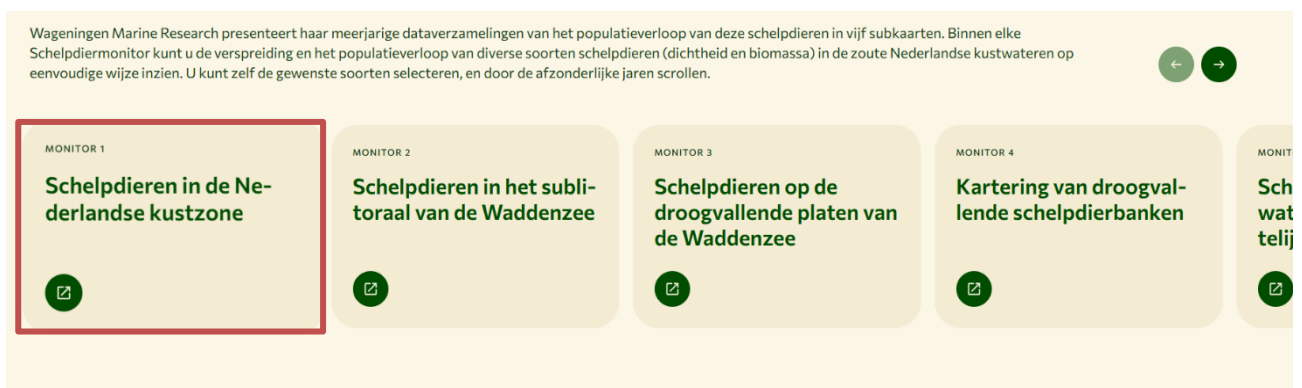 Wageningen Marine Research presenteert haar meerjarige dataverzamelingen van het populatieverloop van deze schelpdieren in vijf subkaarten. Binnen elke
Schelpdiermonitor kunt u de verspreiding en het populatieverloop van diverse soorten schelpdieren (dichtheid en biomassa) in de zoute Nederlandse kustwateren op
eenvoudige wijze inzien. U kunt zelf de gewenste soorten selecteren, en door de afzonderlijke jaren scrollen.
MONITOR 1
Schelpdieren in de Ne-
derlandse kustzone
MONITOR 2
Schelpdieren in het subli-
toraal van de Waddenzee
MONITOR 3
Schelpdieren op de
droogvallende platen van
de Waddenzee
MONITOR 4
Kartering van droogval-
lende schelpdierbanken
MONIT
Sch
wat
telij